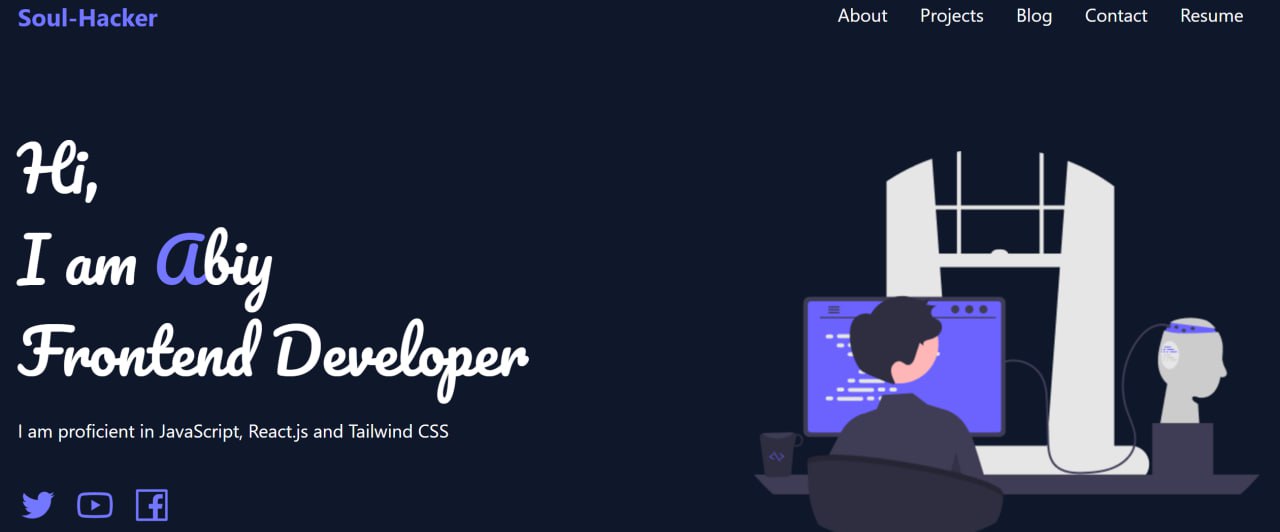 Soul-Hacker
About Projects Blog Contact Resume
Hi,
I am Abiy
Frontend Developer
I am proficient in JavaScript, React.js and Tailwind CSS